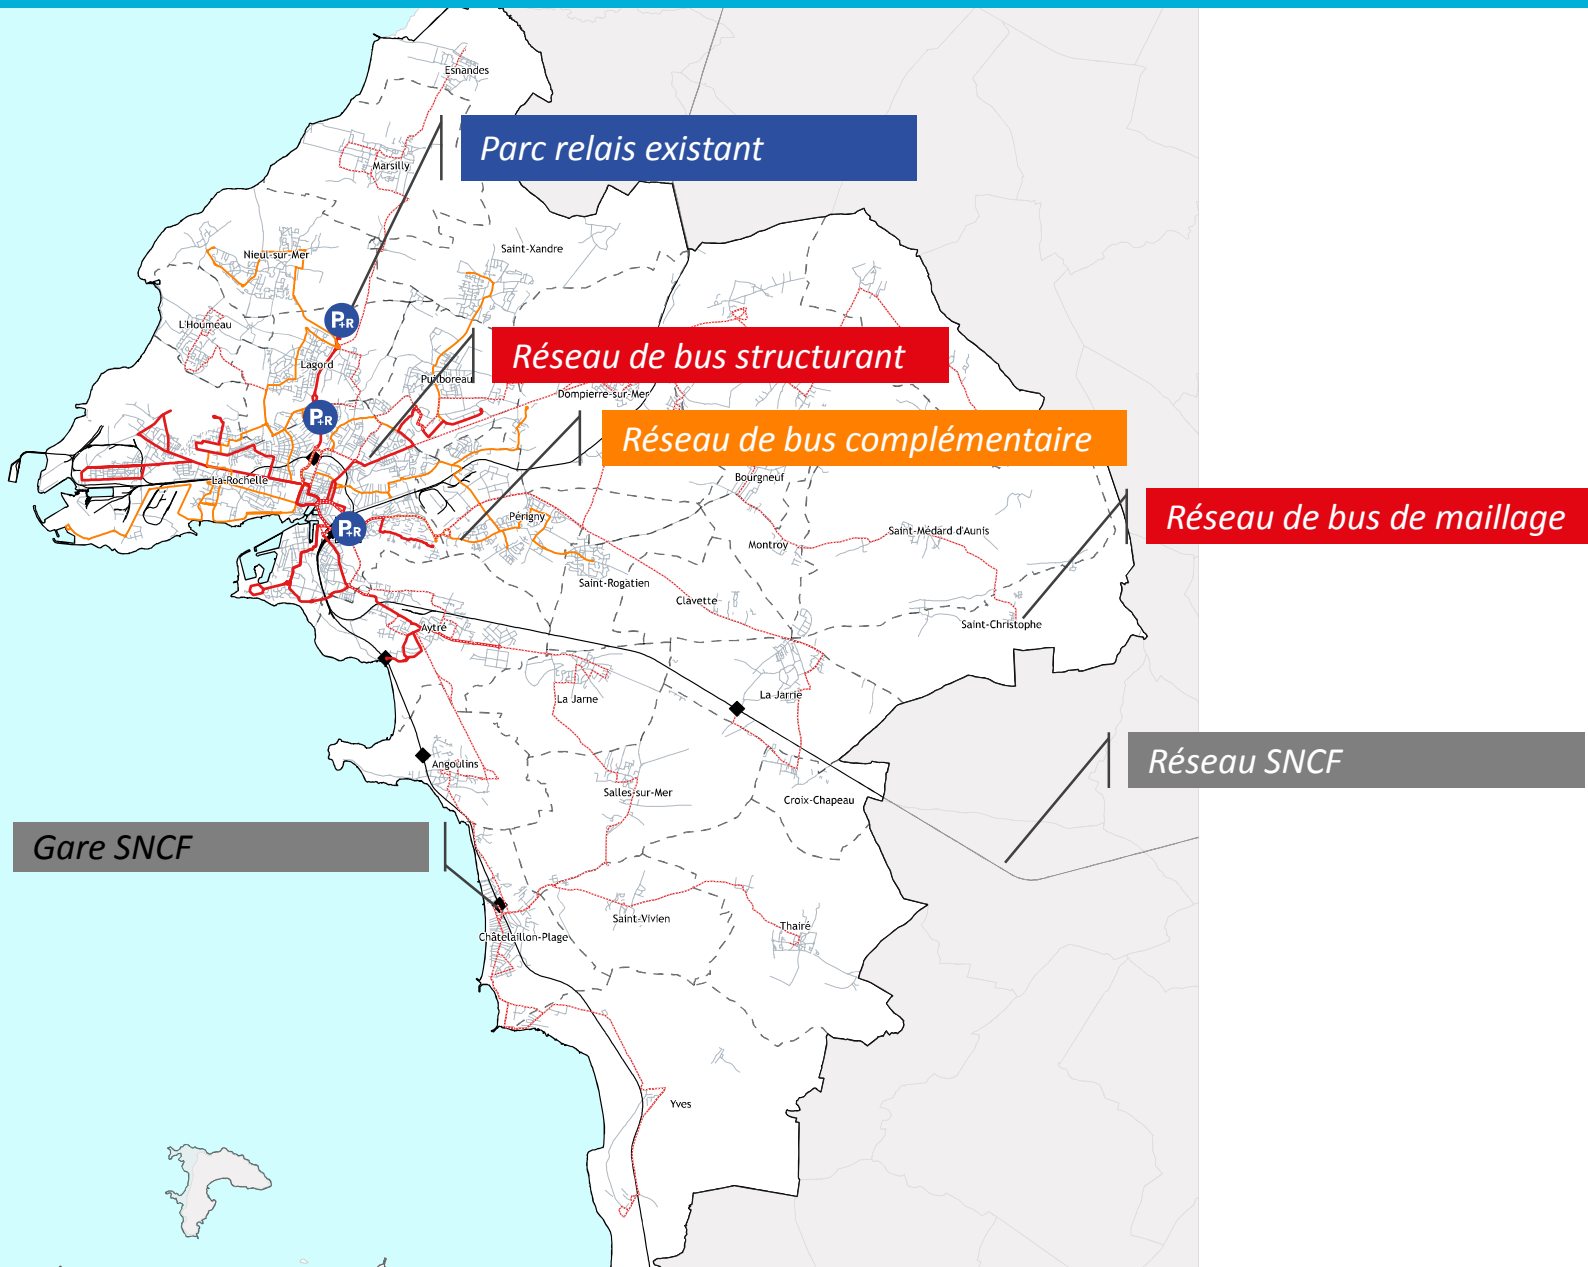 Esnandes
Parc relais existant
Marsilly
Saint-Xandre
Nieul-sur-Mer
P+R
L'Houmeau
Réseau de bus structurant
Lagord
Puilboreau
Dompierre-sur-Mer
P+R
Réseau de bus complémentaire
La Rochelle
Bourgneuf
Réseau de bus de maillage
Périgny
P+R
Saint-Médard d'Aunis
Montroy
Saint-Rogatien
Clavette
Saint-Christophe
Aytré
La Jarne
La Jarrie
Angoulins
Réseau SNCF
Salles-sur-Mer
Croix-Chapeau
Gare SNCF
Saint-Vivien
Thairé
Châtelaillon-Plage
Yves